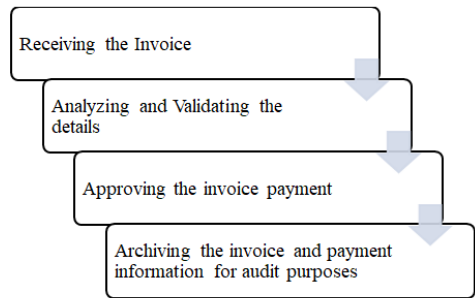 Receiving the Invoice
Analyzing and Validating the
details
Approving the invoice payment
Archiving the invoice and payment
information for audit purposes